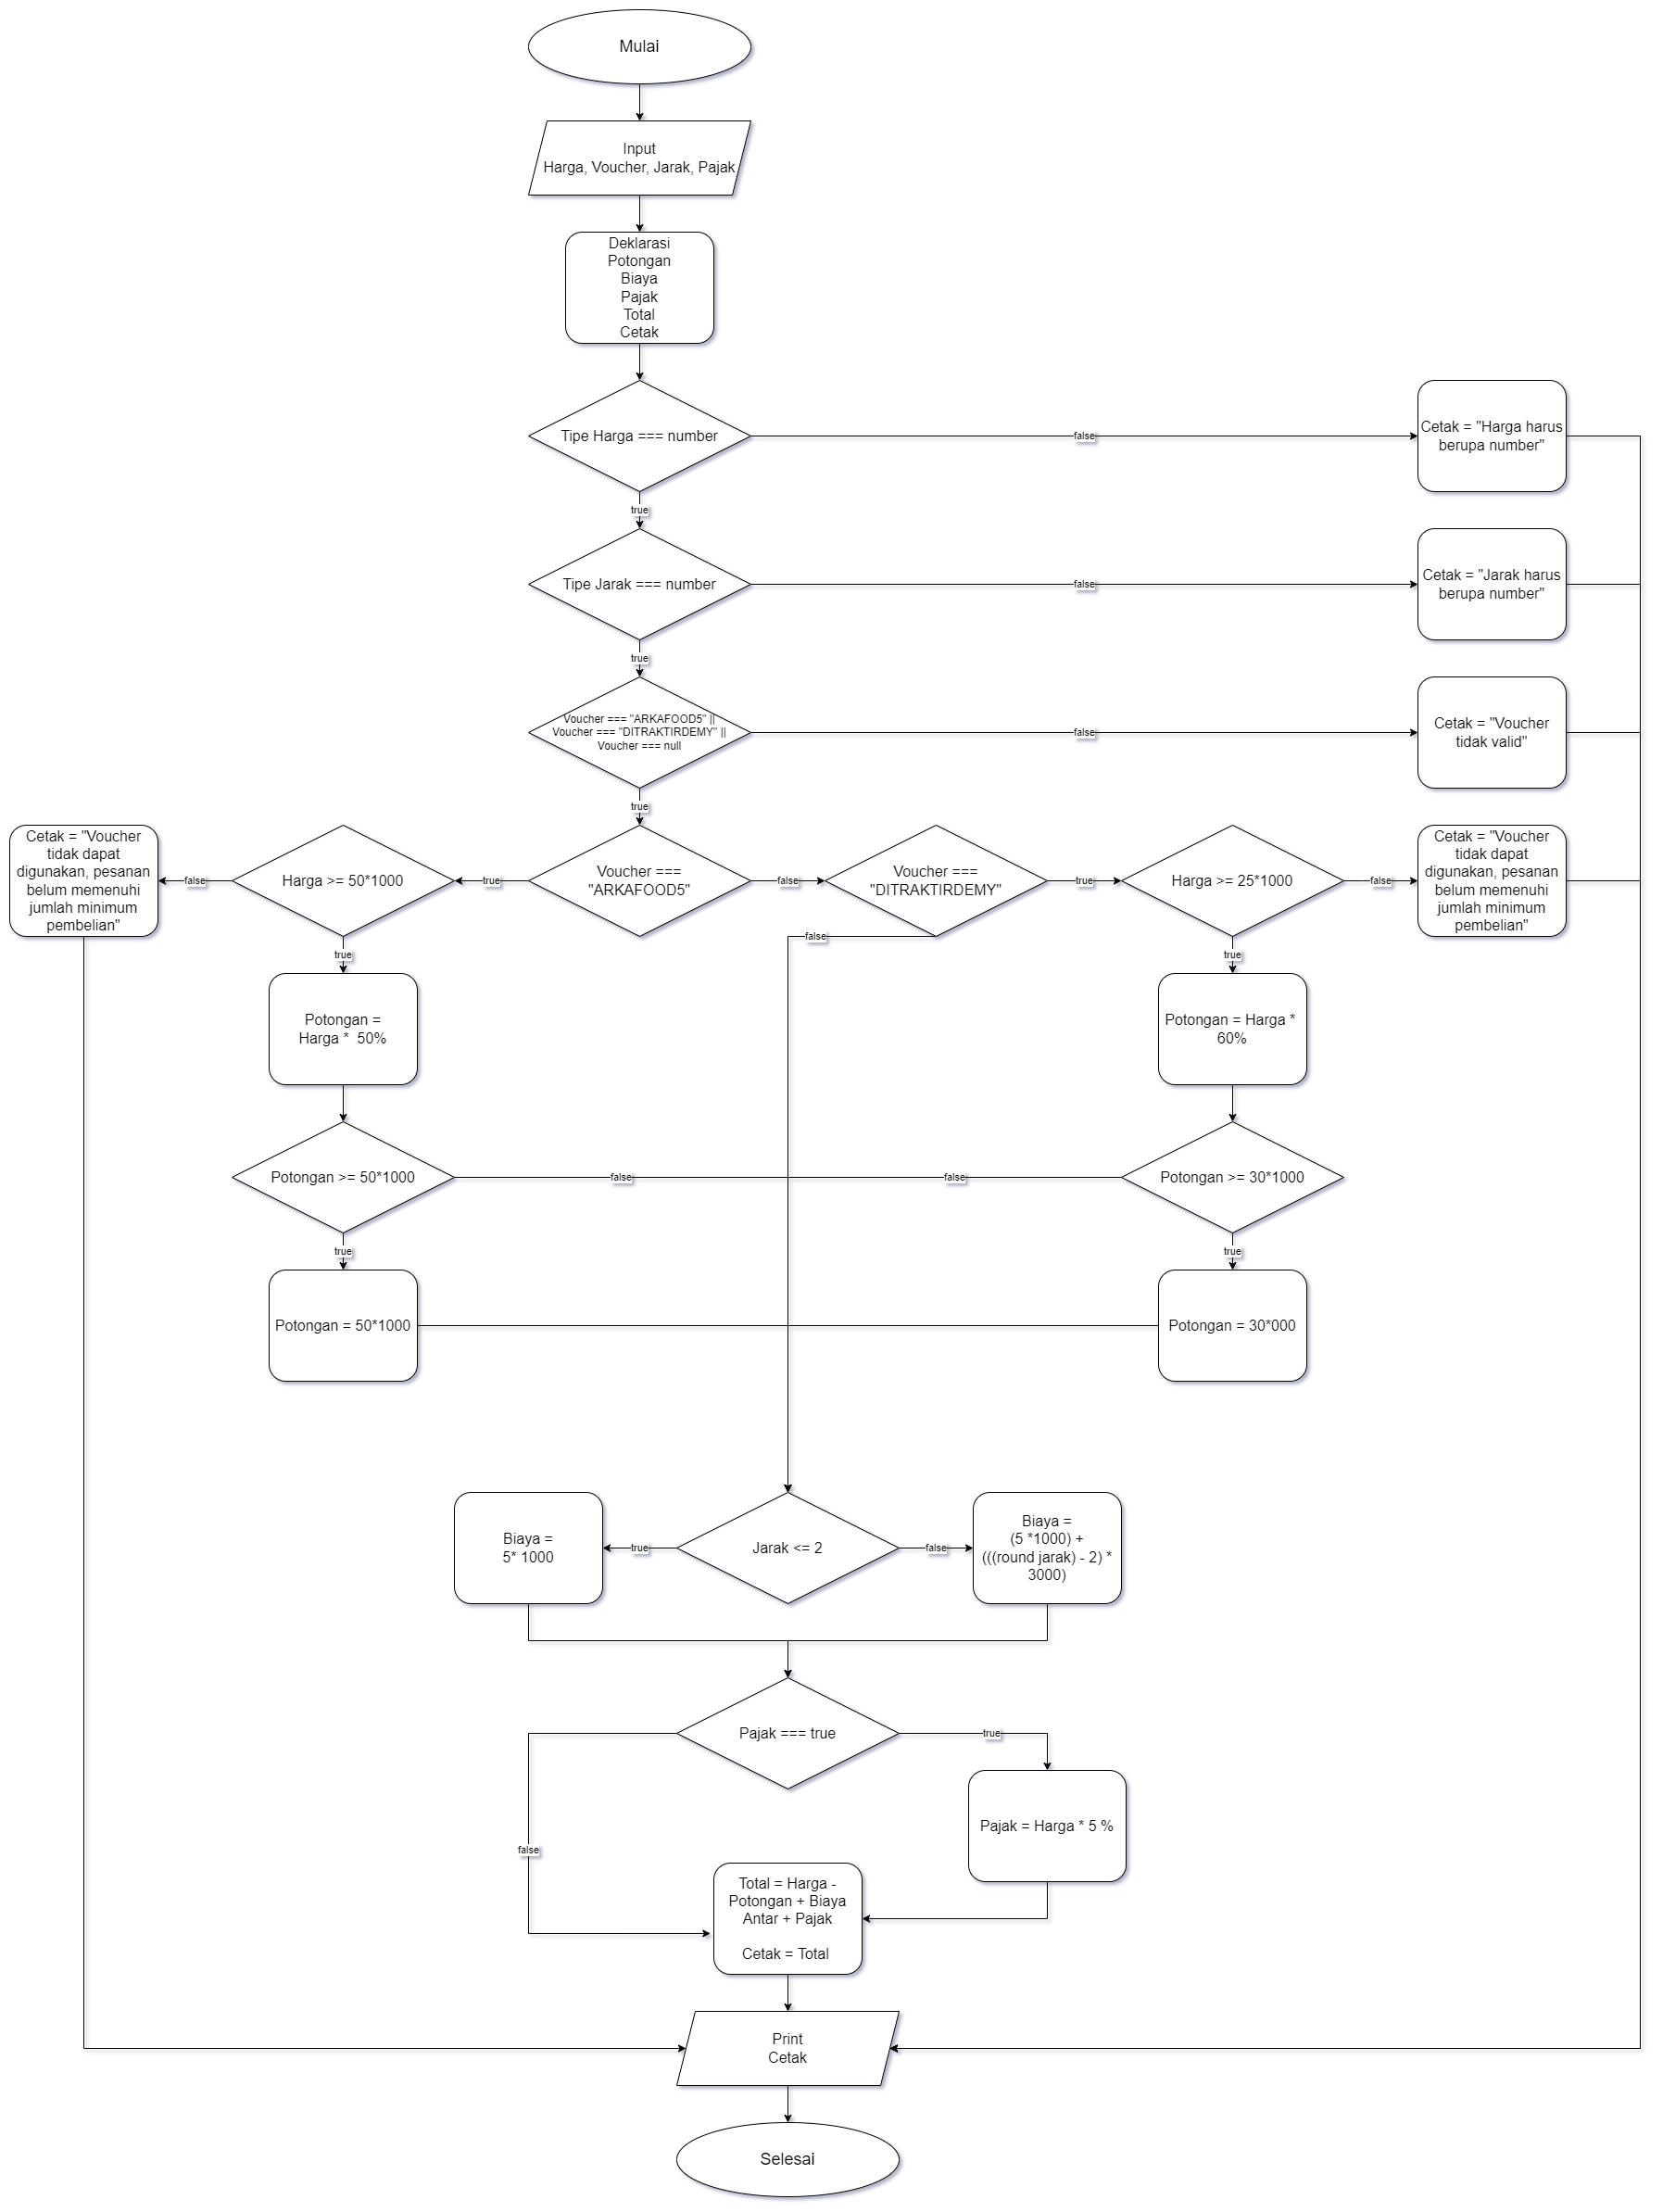 Mulai
Input
Harga, Voucher, Jarak, Pajak
Deklarasi
Potongan
Biaya
Pajak
Total
Cetak
Tipe Harga === number
false
Cetak = "Harga harus
berupa number"
true
Tipe Jarak === number
false
Cetak = "Jarak harus
berupa number"
true
Voucher === "ARKAFOOD5" ||
Voucher === "DITRAKTIRDEMY" ||
Voucher === null
false
Cetak = "Voucher
tidak valid"
true
Cetak = "Voucher
tidak dapat
digunakan, pesanan
belum memenuhi
jumlah minimum
pembelian"
false
Harga >= 50*1000
true
Voucher ===
"ARKAFOOD5"
false
Voucher ===
"DITRAKTIRDEMY"
true
Harga >= 25*1000
false
Cetak = "Voucher
tidak dapat
digunakan, pesanan
belum memenuhi
jumlah minimum
pembelian"
false
true
true
Potongan =
Harga *  50%
Potongan = Harga *
60%
Potongan >= 50*1000
false
false
Potongan >= 30*1000
true
true
Potongan = 50*1000
Potongan = 30*000
Biaya =
5* 1000
true
Jarak <= 2
false
Biaya =
(5 *1000) +
(((round jarak) - 2) *
3000)
Pajak === true
true
Pajak = Harga * 5 %
false
Total = Harga -
Potongan + Biaya
Antar + Pajak
Cetak = Total
Print
Cetak
Selesai